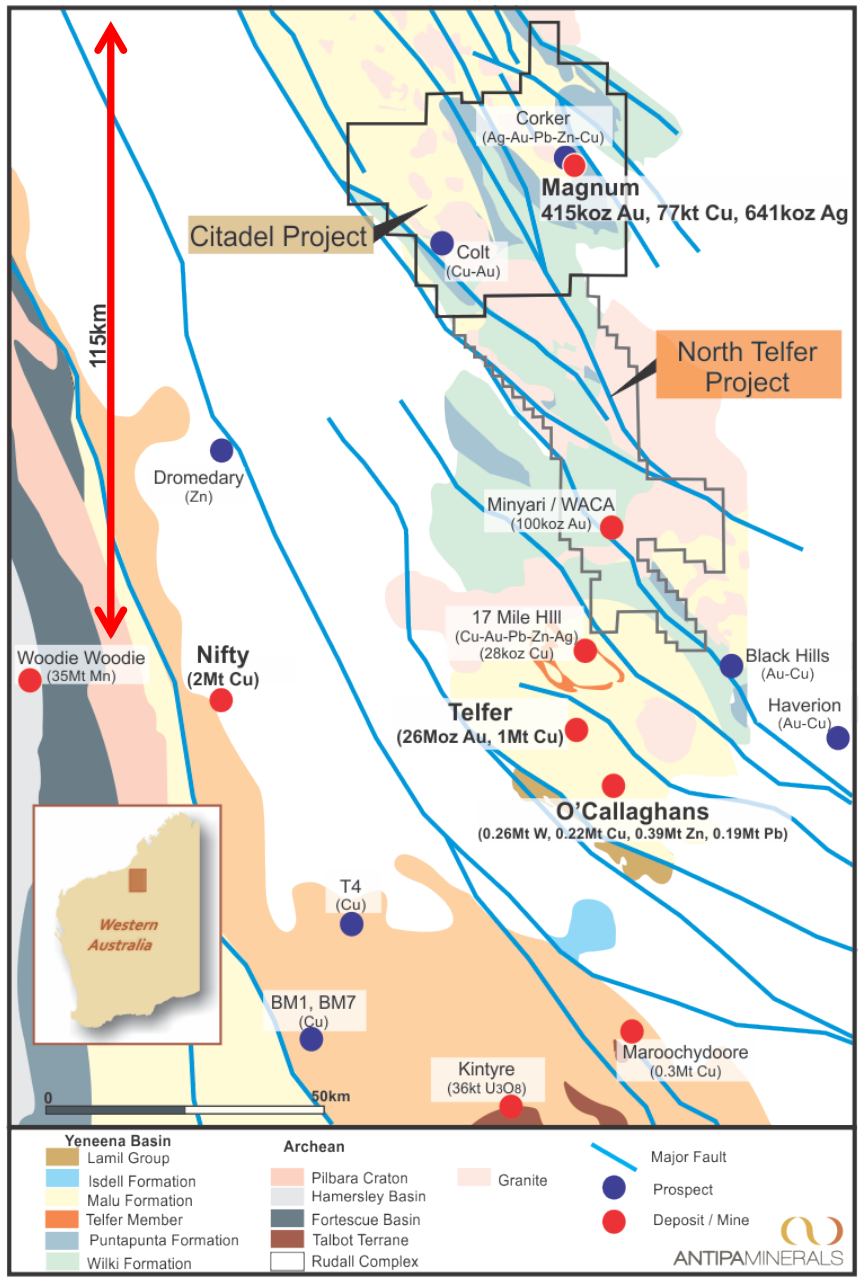 Corker
(Ag-Au-Pb-Zn-Cu)
Magnum
415koz Au, 77kt Cu, 641koz Ag
Citadel Project
Colt
(Cu-Au)
115km
North Telfer
Project
Dromedary
(Zn)
Minyari / WACA
(100koz Au)
17 Mile HIll
(Cu-Au-Pb-Zn-Ag)
(28koz Cu)
Woodie Woodie
(35Mt Mn)
Nifty
(2Mt Cu)
Black Hills
(Au-Cu)
Haverion
(Au-Cu)
Telfer
(26Moz Au, 1Mt Cu)
O'Callaghans
(0.26Mt W, 0.22Mt Cu, 0.39Mt Zn, 0.19Mt Pb)
Western
Australia
T4
(Cu)
BM1, BM7
(Cu)
Maroochydoore
(0.3Mt Cu)
Kintyre
(36kt U3O8)
0
50km
Yeneena Basin
Lamil Group
Isdell Formation
Malu Formation
Telfer Member
Puntapunta Formation
Wilki Formation
Archean
Pilbara Craton
Hamersley Basin
Fortescue Basin
Talbot Terrane
Rudall Complex
Granite
Major Fault
Prospect
Deposit / Mine
ANTIPAMINERALS